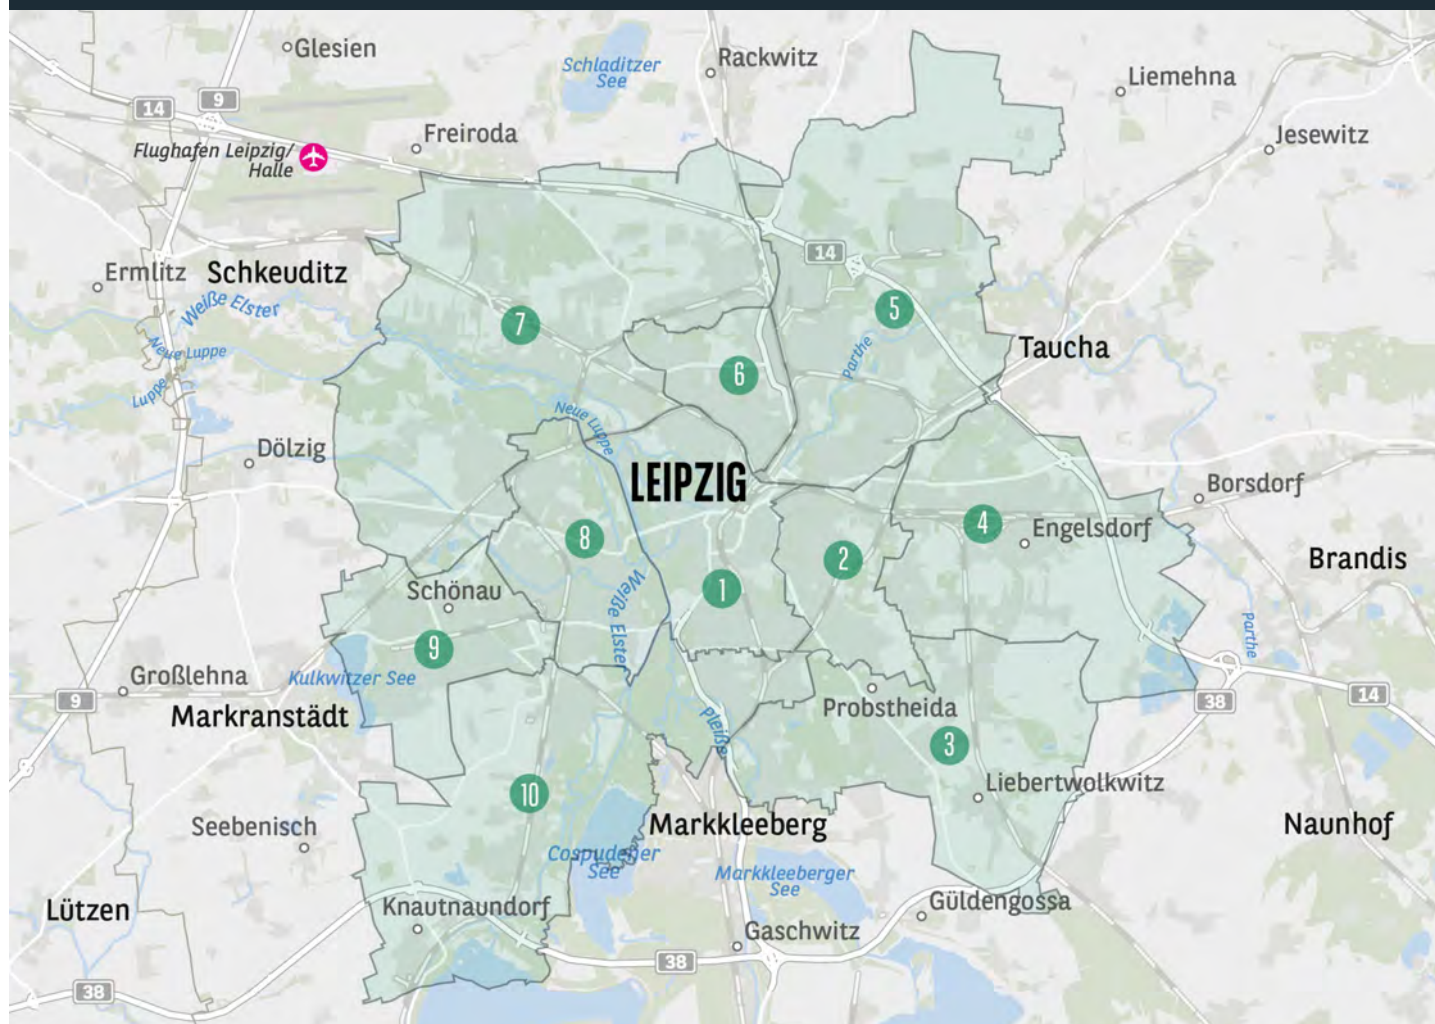 Glesien
Schladitzer
See
Rackwitz
Liemehna
14
9
Freiroda
Jesewitz
Flughafen Leipzig/
Halle
14
Ermlitz
Schkeuditz
Weiße Elster
5
7
Taucha
Neue Luppe
Parthe
6
Luppe
Neue Luppe
Dölzig
LEIPZIG
Borsdorf
4
Engelsdorf
8
2
Brandis
Schönau
1
Weiße Elster
Parthe
9
Großlehna
Kulkwitzer See
9
38
14
Markranstädt
Probstheida
Pleiße
3
Liebertwolkwitz
10
Seebenisch
Markkleeberg
Naunhof
Cospudener
See
Markkleeberger
See
Lützen
Knautnaundorf
Güldengossa
Gaschwitz
38
38